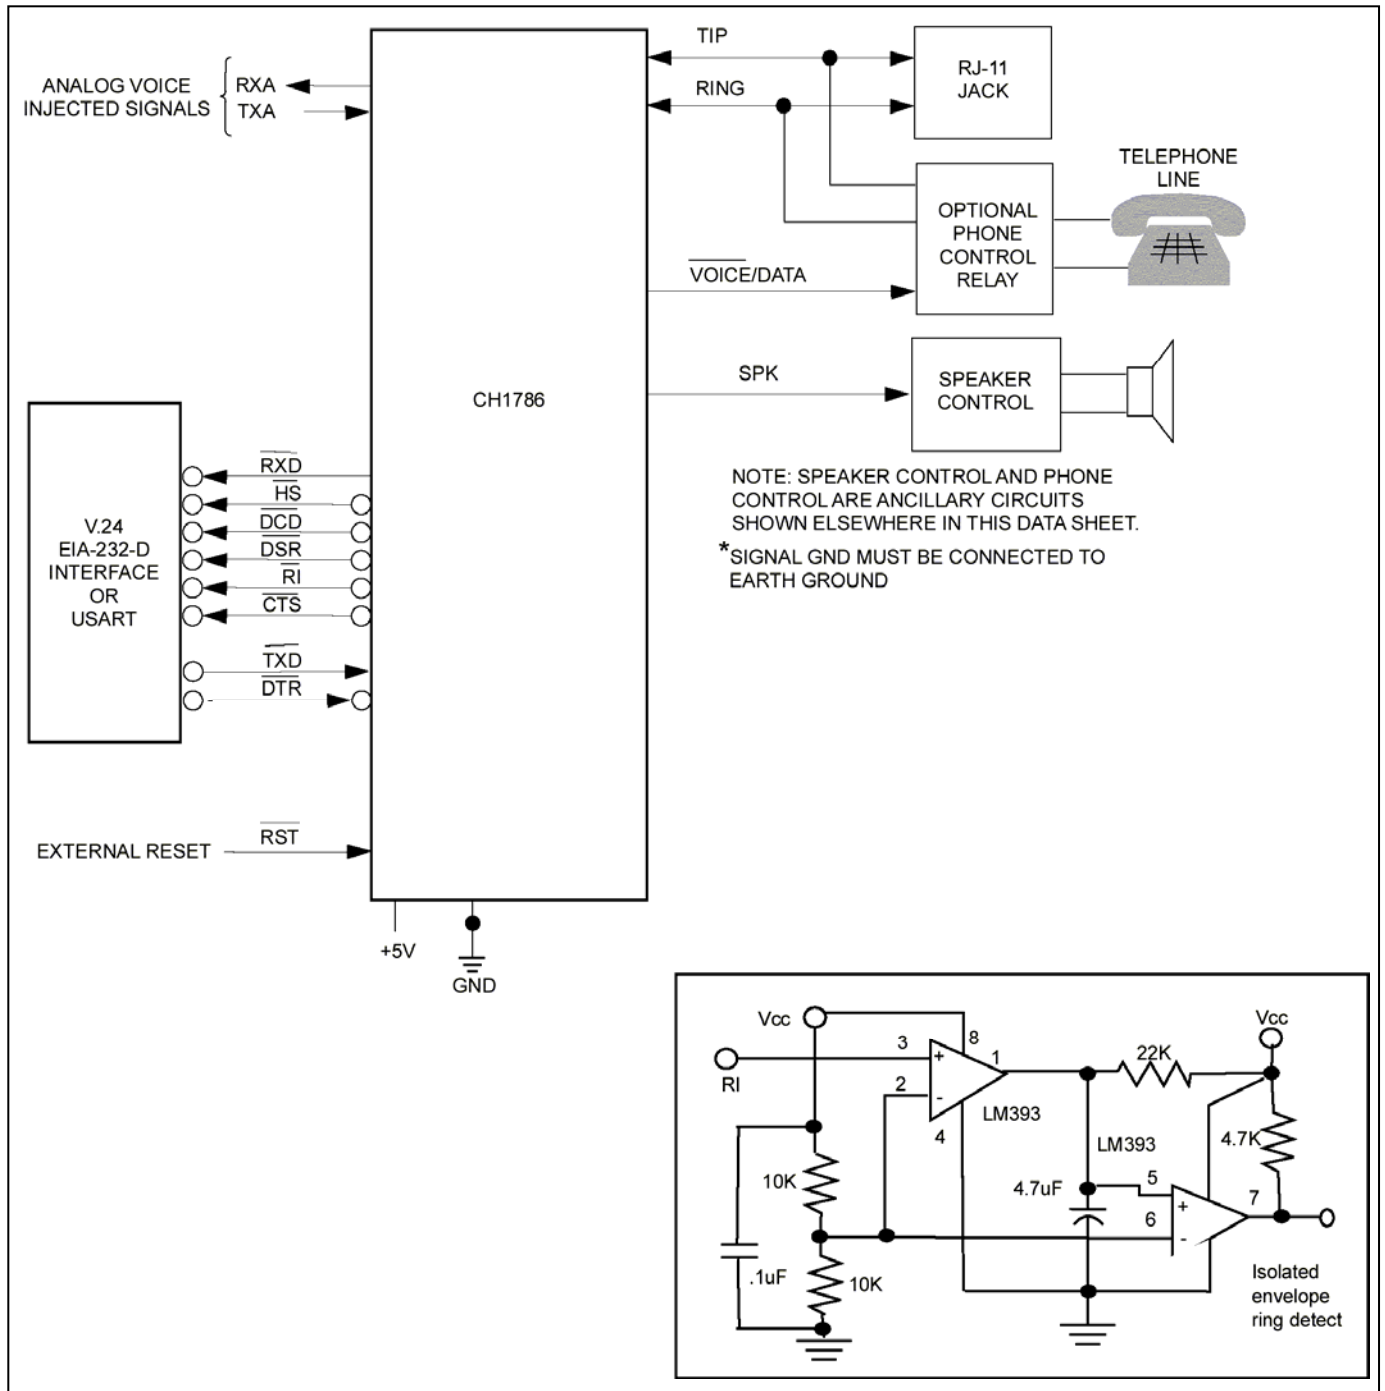 TIP
RING
RJ-11
JACK
ANALOG VOICE
INJECTED SIGNALS
RXA
TXA
TELEPHONE
LINE
OPTIONAL
PHONE
CONTROL
RELAY
VOICE/DATA
SPK
SPEAKER
CONTROL
CH1786
NOTE: SPEAKER CONTROL AND PHONE
CONTROL ARE ANCILLARY CIRCUITS
SHOWN ELSEWHERE IN THIS DATA SHEET.
*SIGNAL GND MUST BE CONNECTED TO
EARTH GROUND
V.24
EIA-232-D
INTERFACE
OR
USART
RXD
HS
DCD
DSR
RI
CTS
TXD
DTR
EXTERNAL RESET
RST
+5V
GND
Vcc
RI
3
+
2
-
8
1
4
LM393
22K
Vcc
LM393
4.7K
10K
4.7uF
5
+
6
-
7
.1uF
10K
Isolated
envelope
ring detect